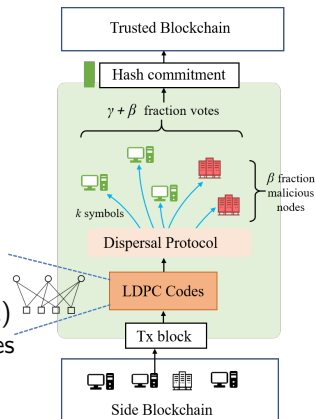 Trusted Blockchain
Hash commitment
γ + β fraction votes
β fraction
malicious
nodes
k symbols
Dispersal Protocol
LDPC Codes
)
es
Tx block
Side Blockchain